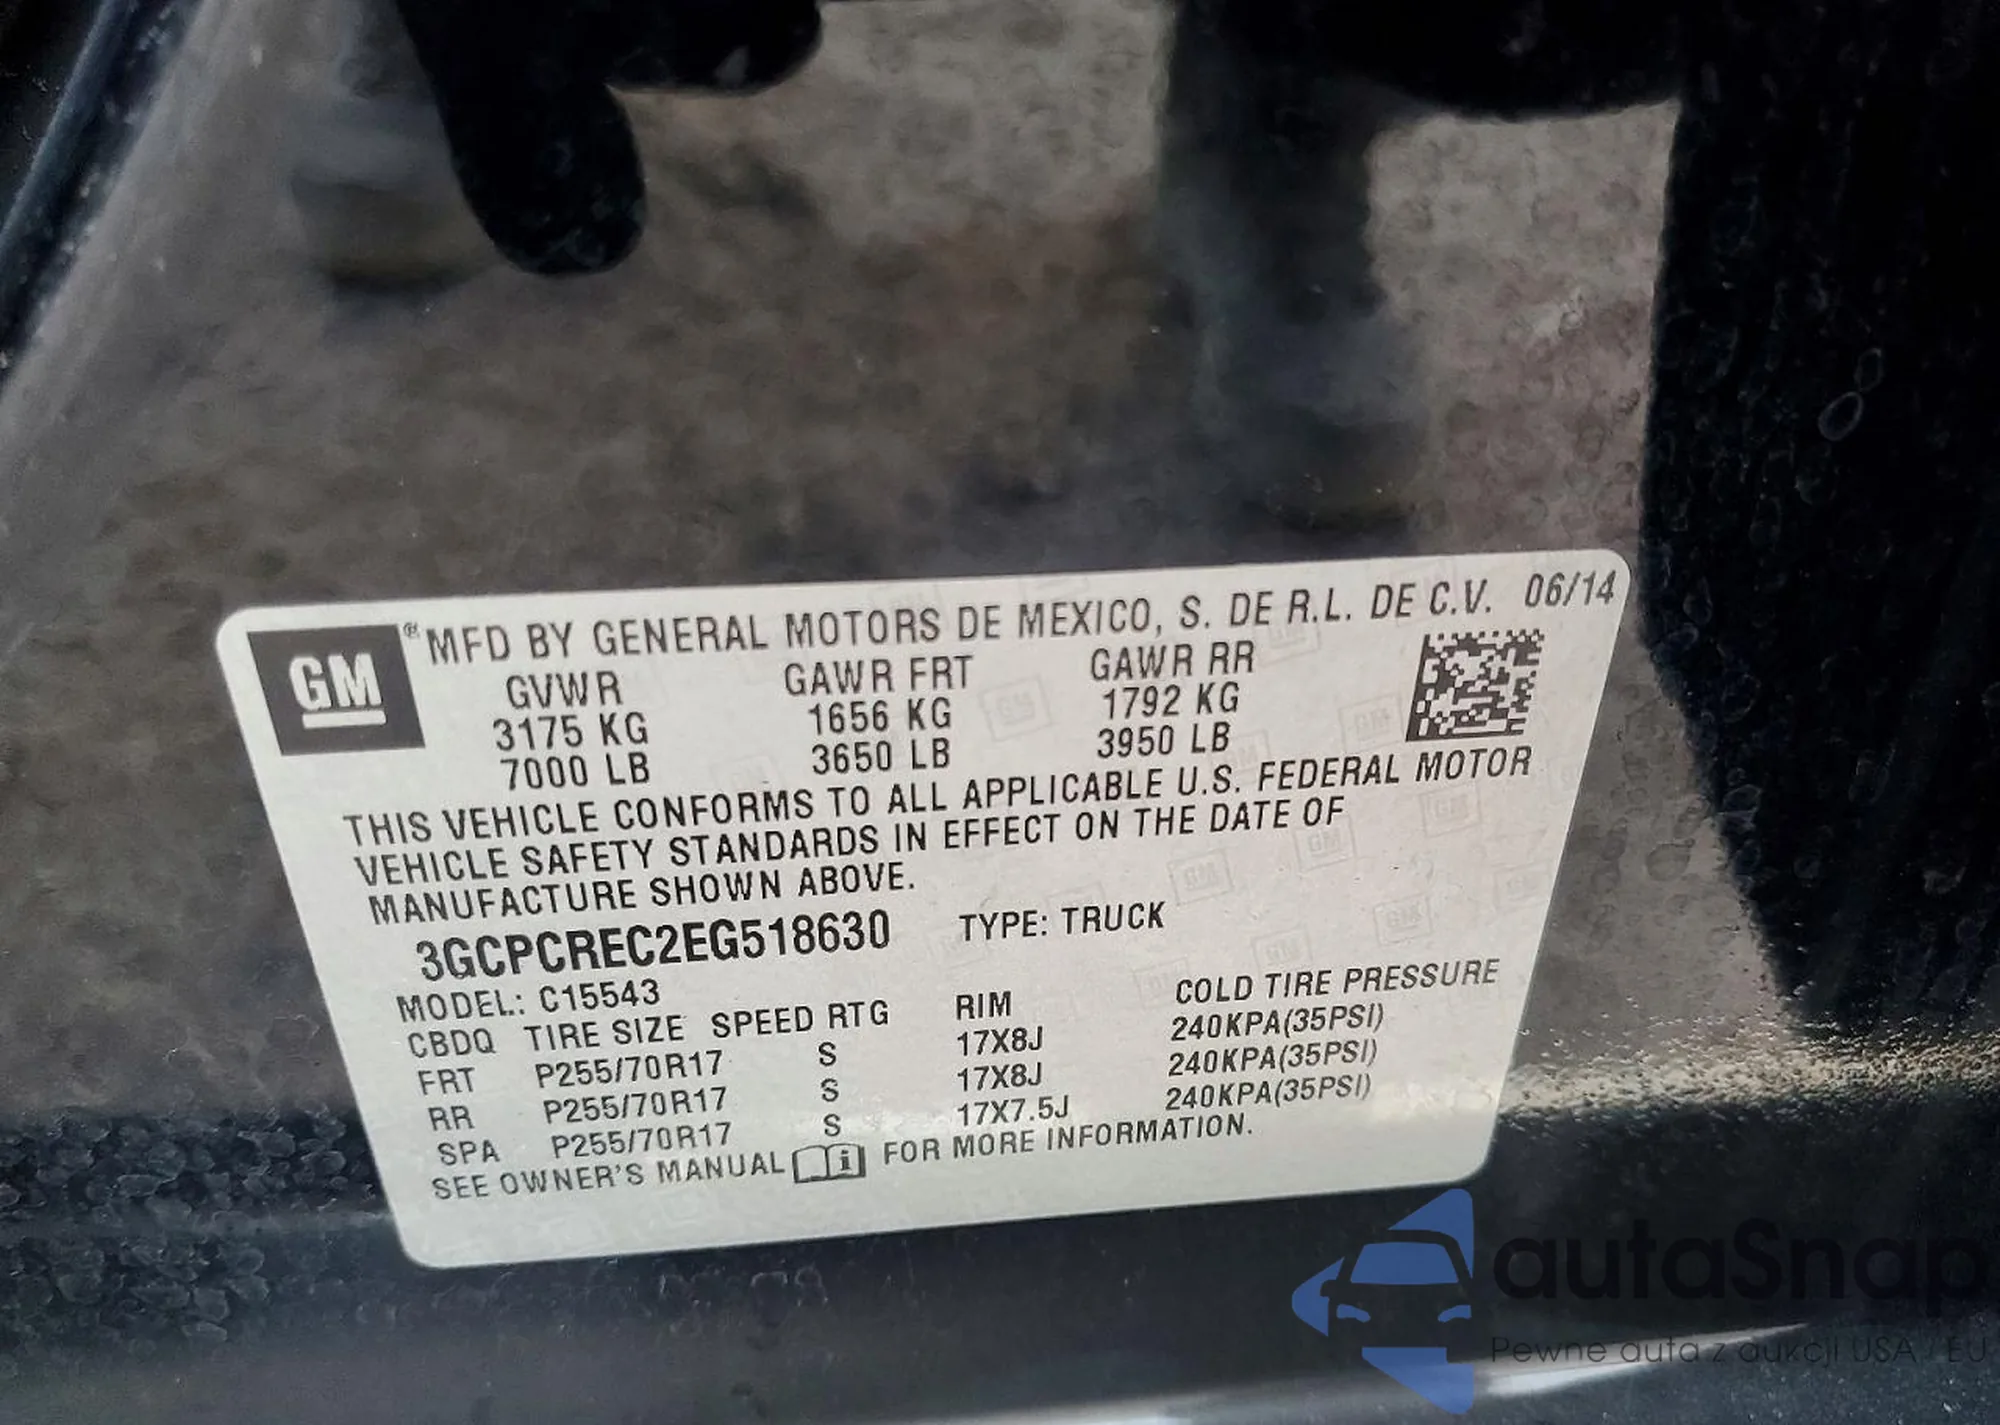 GM ® MFD BY GENERAL MOTORS DE MEXICO, S. DE R.L. DE C.V. 06/14
GVWR GAWR FRT GAWR RR
3175 KG 1656 KG 1792 KG
7000 LB 3650 LB 3950 LB
THIS VEHICLE CONFORMS TO ALL APPLICABLE U.S. FEDERAL MOTOR
VEHICLE SAFETY STANDARDS IN EFFECT ON THE DATE OF
MANUFACTURE SHOWN ABOVE.
3GCPCREC2EG518630 TYPE: TRUCK
MODEL: C15543
CBDQ TIRE SIZE SPEED RTG RIM COLD TIRE PRESSURE
FRT P255/70R17 S 17X8J 240KPA(35PSI)
RR P255/70R17 S 17X8J 240KPA(35PSI)
SPA P255/70R17 S 17X7.5J 240KPA(35PSI)
SEE OWNER'S MANUAL i FOR MORE INFORMATION.
autaSnap
Pewne auta z aukcji USA / EU